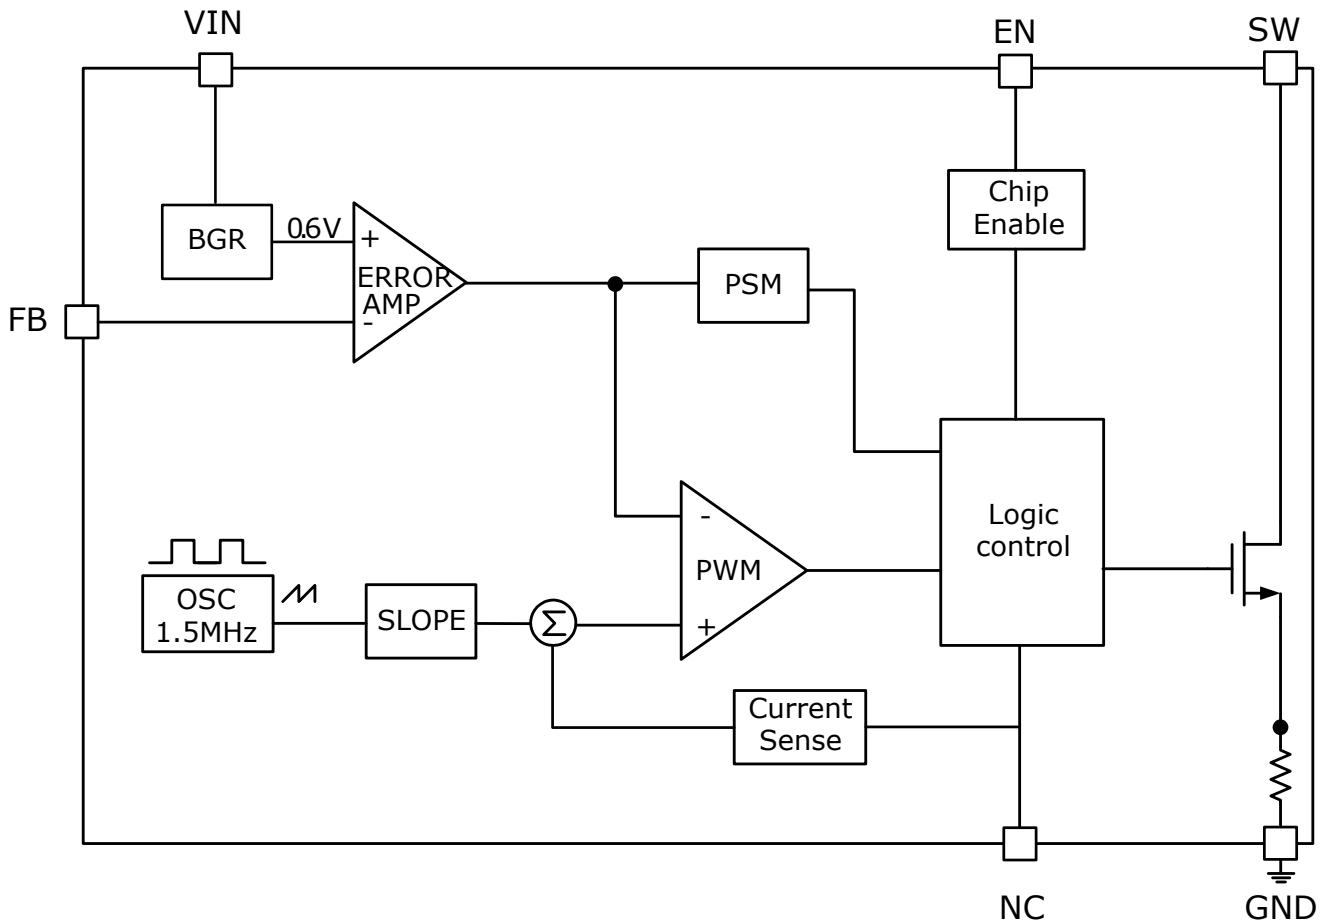 VIN
EN
SW
Chip
Enable
BGR
0.6V
+
ERROR
AMP
-
PSM
FB
Logic
control
-
PWM
+
OSC
1.5MHz
SLOPE
Σ
Current
Sense
NC
GND